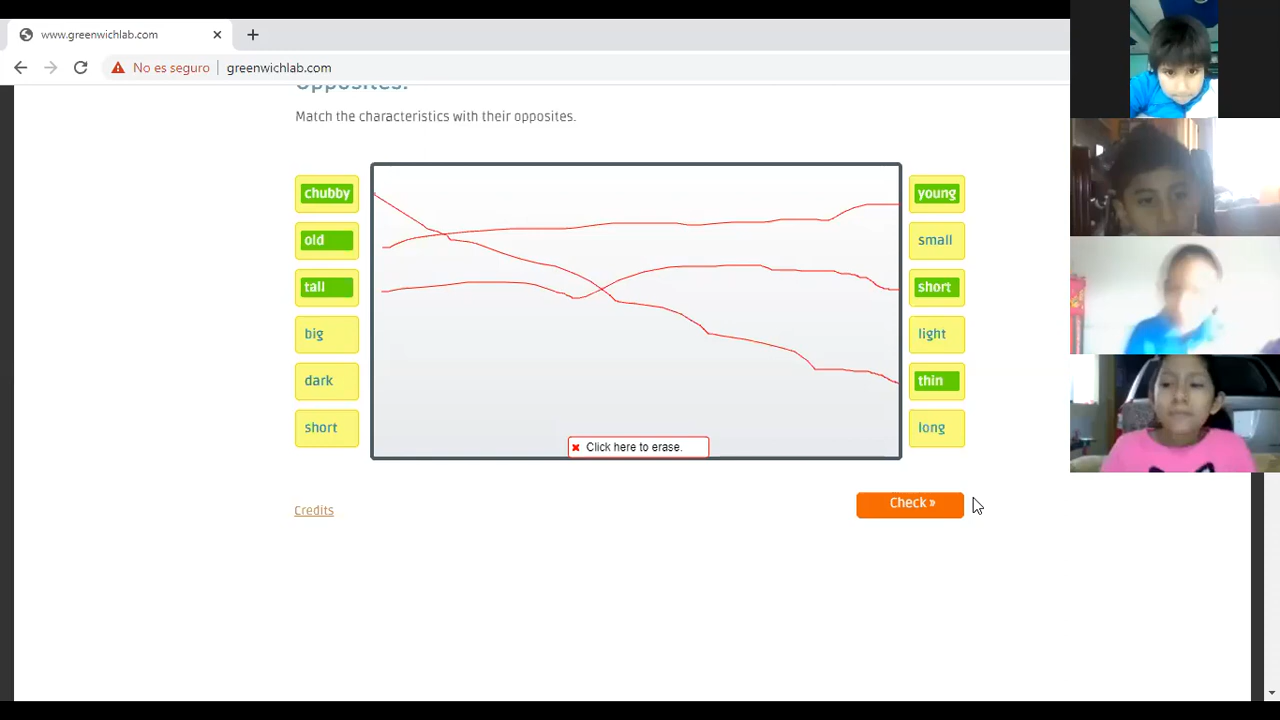 www.greenwichlab.com
No es seguro
greenwichlab.com
Opposites.
Match the characteristics with their opposites.
chubby
young
old
small
tall
short
big
light
dark
thin
short
long
Click here to erase.
Credits
Check »